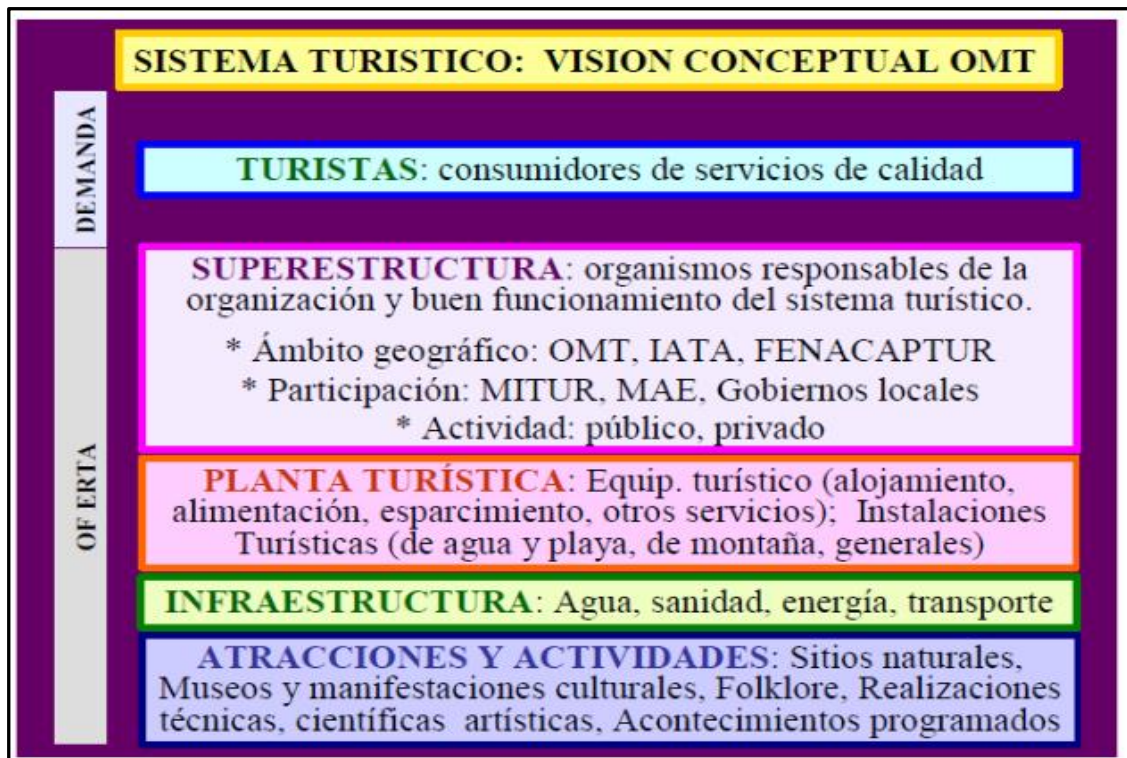 SISTEMA TURISTICO: VISION CONCEPTUAL OMT
DEMANDA
TURISTAS: consumidores de servicios de calidad
OF ERTA
SUPERESTRUCTURA: organismos responsables de la
organización y buen funcionamiento del sistema turístico.
* Ámbito geográfico: OMT, IATA, FENACAPTUR
* Participación: MITUR, MAE, Gobiernos locales
* Actividad: público, privado
PLANTA TURÍSTICA: Equip. turístico (alojamiento,
alimentación, esparcimiento, otros servicios); Instalaciones
Turísticas (de agua y playa, de montaña, generales)
INFRAESTRUCTURA: Agua, sanidad, energía, transporte
ATRACCIONES Y ACTIVIDADES: Sitios naturales,
Museos y manifestaciones culturales, Folklore, Realizaciones
técnicas, científicas artísticas, Acontecimientos programados